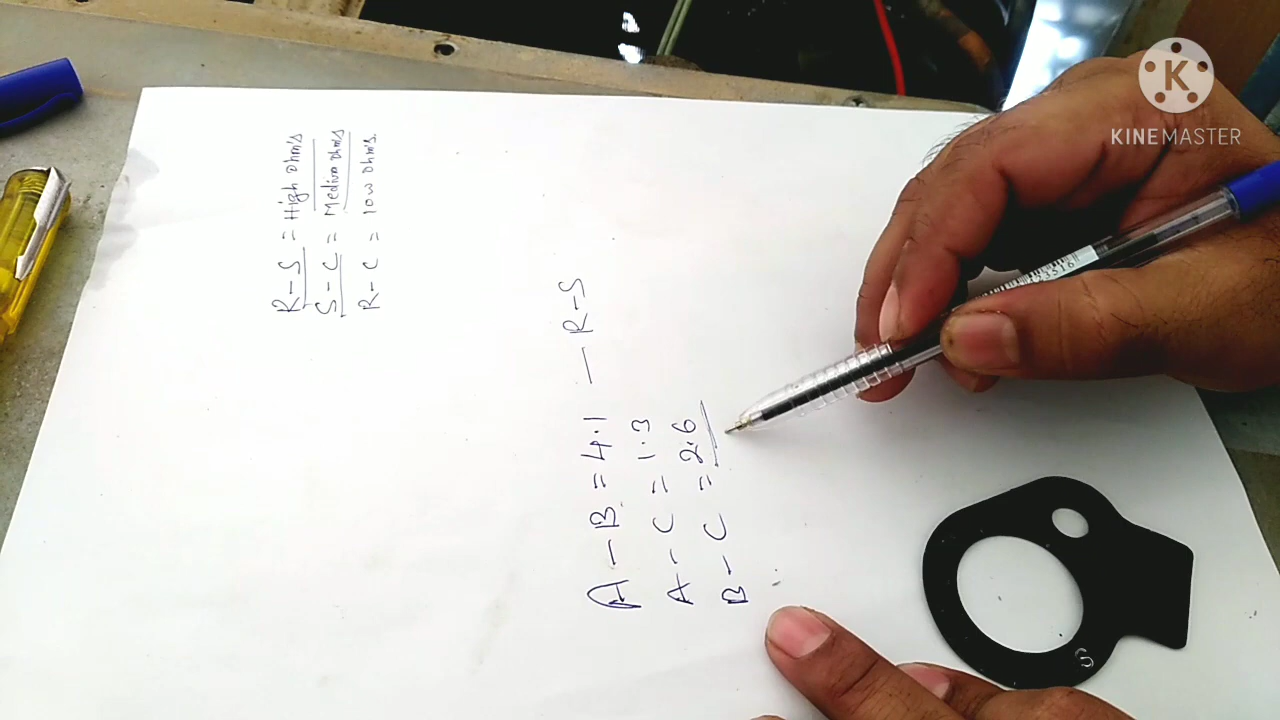 R-S = High ohm's
S-C = Medium ohm's
R-C = low ohm's.
A-B = 4.1 — R-S
A-C = 1.3
B-C = 2.6
S
KINEMASTER